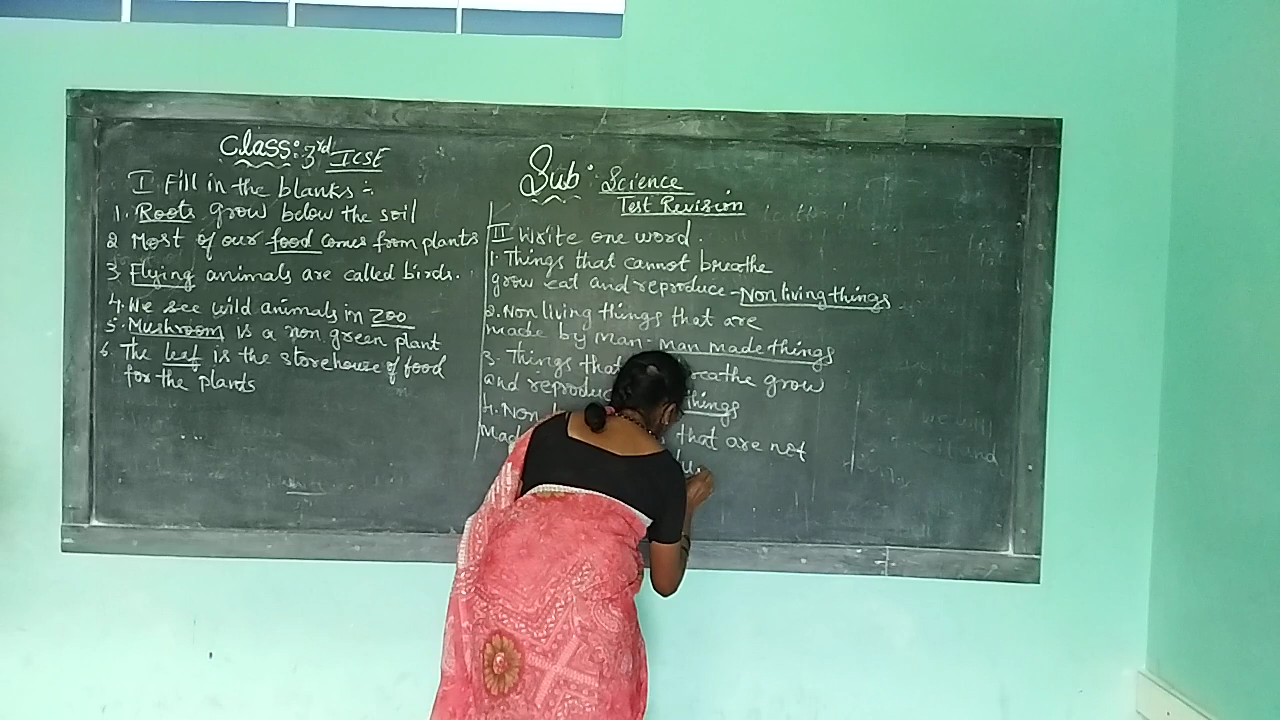 Class: 3rd ICSE
I Fill in the blanks :-
1. Roots grow below the soil
2 Most of our food comes from plants
3. Flying animals are called birds.
4. We see wild animals in Zoo
5. Mushroom is a non green plant
6. The leaf is the storehouse of food
for the plants
Sub: Science
Test Revision
II Write one word.
1. Things that cannot breathe
grow eat and reproduce - Non living things
2. Non living things that are
made by man - man made things
3. Things that breathe grow
and reproduce things
4. Non that are not
Made